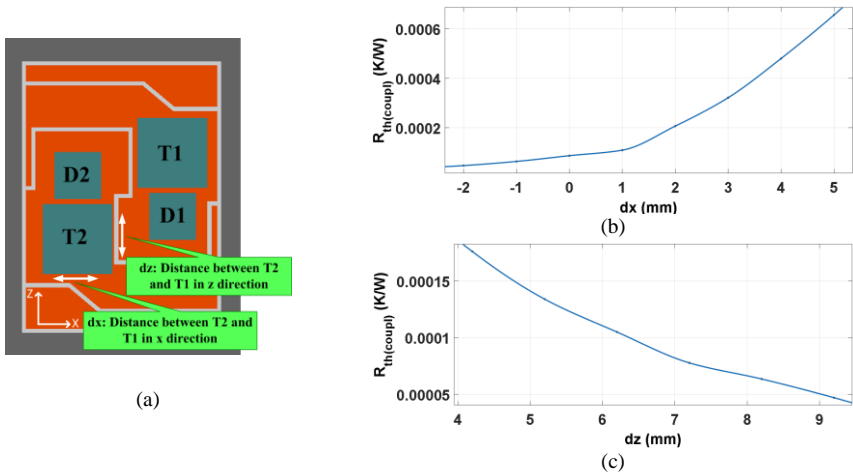 T1
D2
D1
T2
dz: Distance between T2
and T1 in z direction
Z
X
dx: Distance between T2 and
T1 in x direction
(a)
R_th(coupl) (K/W)
0.0006
0.0004
0.0002
-2 -1 0 1 2 3 4 5
dx (mm)
(b)
R_th(coupl) (K/W)
0.00015
0.0001
0.00005
4 5 6 7 8 9
dz (mm)
(c)